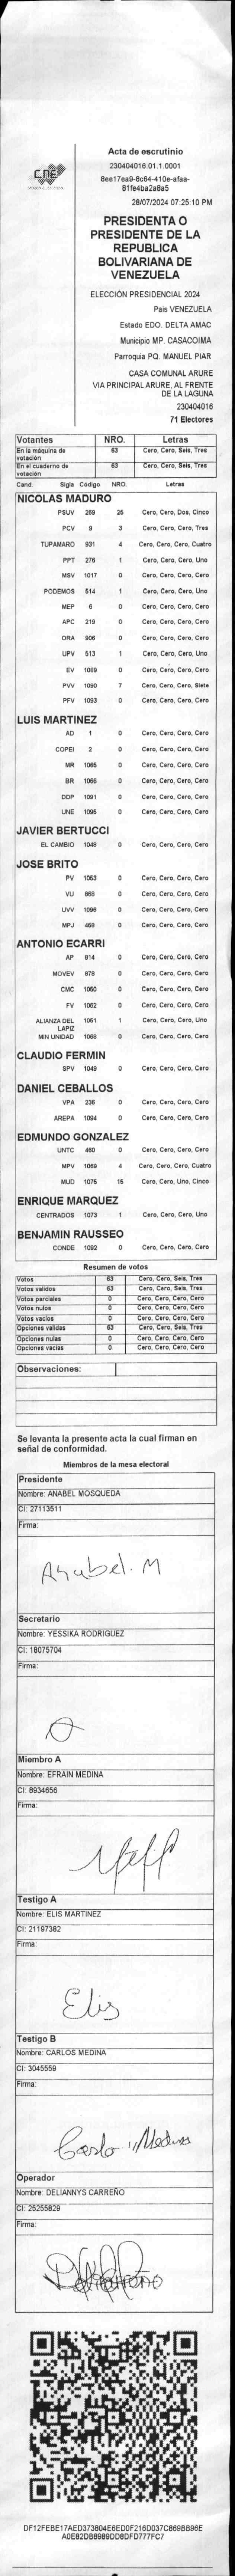 CNE
Acta de escrutinio
230404016.01.1.0001
8ee17ea9-8c64-410e-afaa-
81fe4ba2a8a5
28/07/2024 07:25:10 PM
PRESIDENTA O
PRESIDENTE DE LA
REPUBLICA
BOLIVARIANA DE
VENEZUELA
ELECCIÓN PRESIDENCIAL 2024
Pais VENEZUELA
Estado EDO. DELTA AMAC
Municipio MP. CASACOIMA
Parroquia PQ. MANUEL PIAR
CASA COMUNAL ARURE
VIA PRINCIPAL ARURE, AL FRENTE
DE LA LAGUNA
230404016
71 Electores
Votantes NRO. Letras
En la máquina de votación 63 Cero, Cero, Seis, Tres
En el cuaderno de votación 63 Cero, Cero, Seis, Tres
Cand. Sigla Código NRO. Letras
NICOLAS MADURO
PSUV 269 25 Cero, Cero, Dos, Cinco
PCV 9 3 Cero, Cero, Cero, Tres
TUPAMARO 931 4 Cero, Cero, Cero, Cuatro
PPT 276 1 Cero, Cero, Cero, Uno
MSV 1017 0 Cero, Cero, Cero, Cero
PODEMOS 514 1 Cero, Cero, Cero, Uno
MEP 6 0 Cero, Cero, Cero, Cero
APC 219 0 Cero, Cero, Cero, Cero
ORA 906 0 Cero, Cero, Cero, Cero
UPV 513 1 Cero, Cero, Cero, Uno
EV 1089 0 Cero, Cero, Cero, Cero
PVV 1090 7 Cero, Cero, Cero, Siete
PFV 1093 0 Cero, Cero, Cero, Cero
LUIS MARTINEZ
AD 1 0 Cero, Cero, Cero, Cero
COPEI 2 0 Cero, Cero, Cero, Cero
MR 1065 0 Cero, Cero, Cero, Cero
BR 1066 0 Cero, Cero, Cero, Cero
DDP 1091 0 Cero, Cero, Cero, Cero
UNE 1095 0 Cero, Cero, Cero, Cero
JAVIER BERTUCCI
EL CAMBIO 1048 0 Cero, Cero, Cero, Cero
JOSE BRITO
PV 1053 0 Cero, Cero, Cero, Cero
VU 868 0 Cero, Cero, Cero, Cero
UVV 1096 0 Cero, Cero, Cero, Cero
MPJ 458 0 Cero, Cero, Cero, Cero
ANTONIO ECARRI
AP 814 0 Cero, Cero, Cero, Cero
MOVEV 878 0 Cero, Cero, Cero, Cero
CMC 1050 0 Cero, Cero, Cero, Cero
FV 1062 0 Cero, Cero, Cero, Cero
ALIANZA DEL LAPIZ 1051 1 Cero, Cero, Cero, Uno
MIN UNIDAD 1068 0 Cero, Cero, Cero, Cero
CLAUDIO FERMIN
SPV 1049 0 Cero, Cero, Cero, Cero
DANIEL CEBALLOS
VPA 236 0 Cero, Cero, Cero, Cero
AREPA 1094 0 Cero, Cero, Cero, Cero
EDMUNDO GONZALEZ
UNTC 460 0 Cero, Cero, Cero, Cero
MPV 1069 4 Cero, Cero, Cero, Cuatro
MUD 1075 15 Cero, Cero, Uno, Cinco
ENRIQUE MARQUEZ
CENTRADOS 1073 1 Cero, Cero, Cero, Uno
BENJAMIN RAUSSEO
CONDE 1092 0 Cero, Cero, Cero, Cero
Resumen de votos
Votos 63 Cero, Cero, Seis, Tres
Votos validos 63 Cero, Cero, Seis, Tres
Votos parciales 0 Cero, Cero, Cero, Cero
Votos nulos 0 Cero, Cero, Cero, Cero
Votos vacios 0 Cero, Cero, Cero, Cero
Opciones validas 63 Cero, Cero, Seis, Tres
Opciones nulas 0 Cero, Cero, Cero, Cero
Opciones vacias 0 Cero, Cero, Cero, Cero
Observaciones:
Se levanta la presente acta la cual firman en
señal de conformidad.
Miembros de la mesa electoral
Presidente
Nombre: ANABEL MOSQUEDA
CI: 27113511
Firma:
Anabel. M
Secretario
Nombre: YESSIKA RODRIGUEZ
CI: 18075704
Firma:
Miembro A
Nombre: EFRAIN MEDINA
CI: 8934656
Firma:
Testigo A
Nombre: ELIS MARTINEZ
CI: 21197382
Firma:
Elis
Testigo B
Nombre: CARLOS MEDINA
CI: 3045559
Firma:
Carlo Medina
Operador
Nombre: DELIANNYS CARREÑO
CI: 25255829
Firma:
DF12FEBE17AED373804E6ED0F216D037C869BB96E
A0E82DB8989DD8DFD777FC7